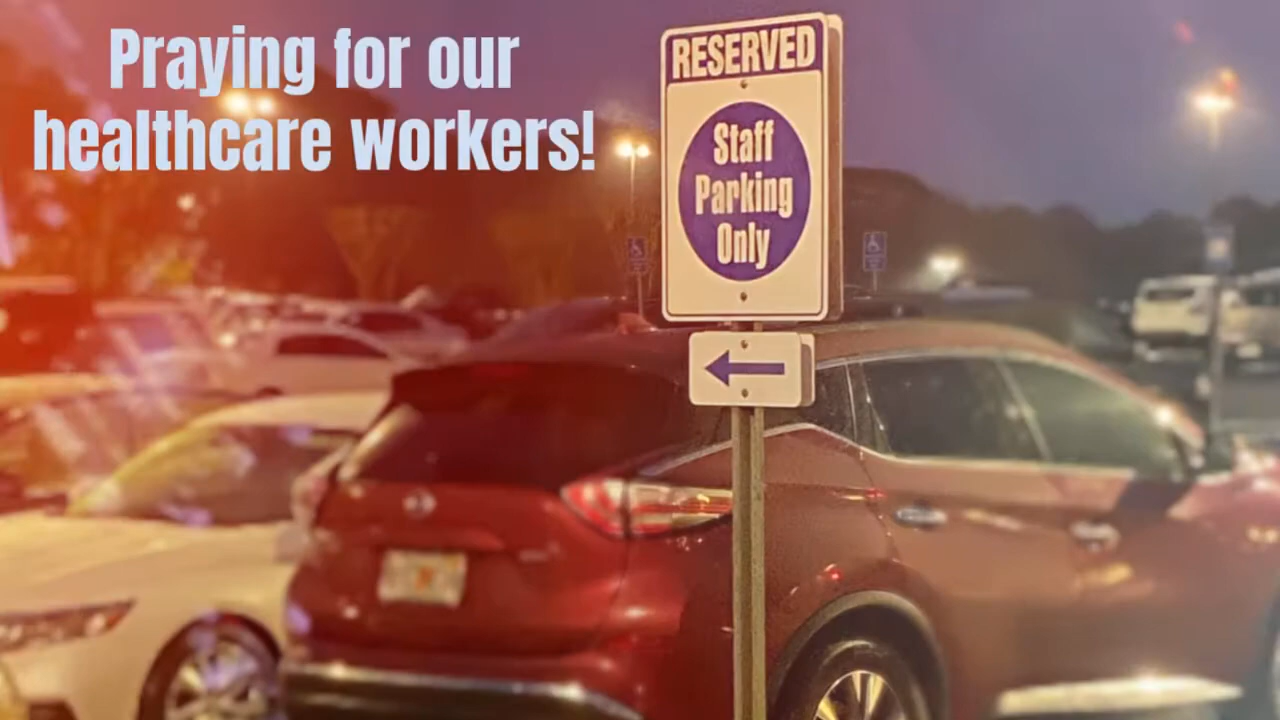 Praying for our
healthcare workers!
RESERVED
Staff
Parking
Only